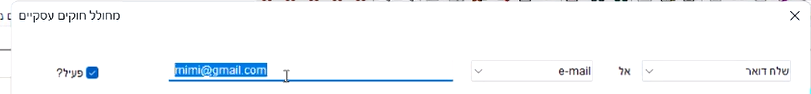 מחולל חוקים עסקיים
שלח דואר אל e-mail mimi@gmail.com פעיל?